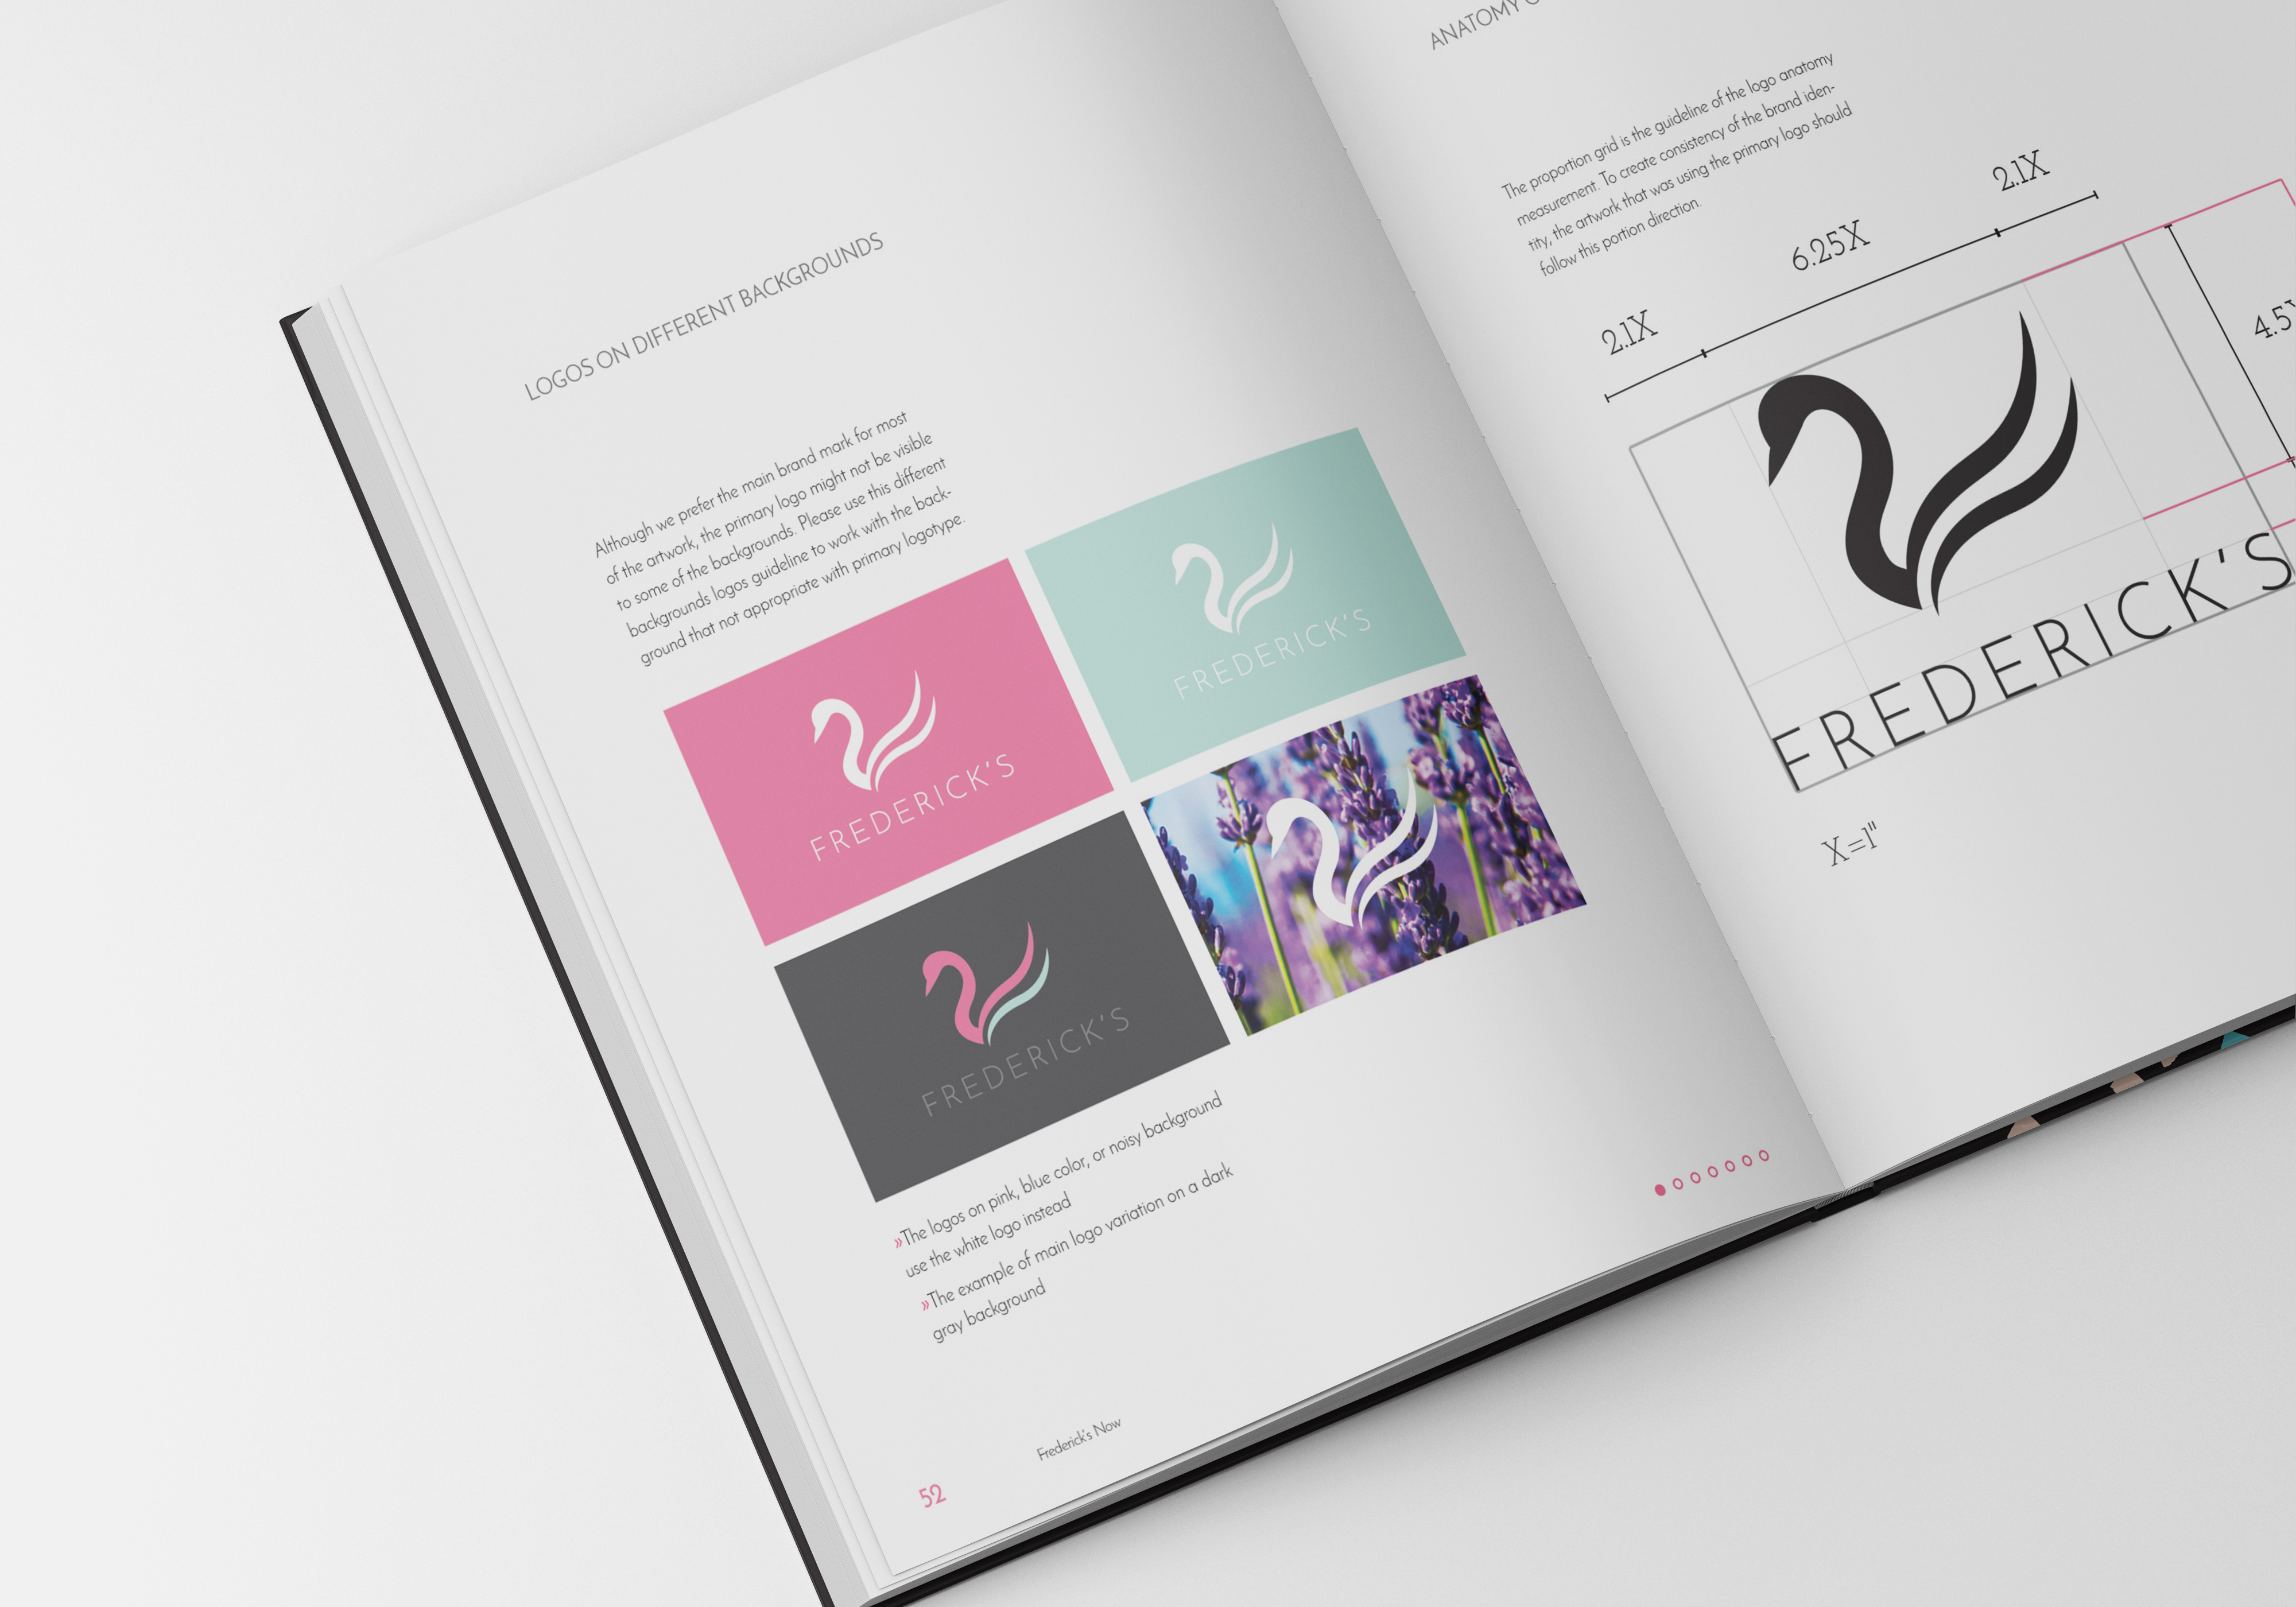 LOGOS ON DIFFERENT BACKGROUNDS
Although we prefer the main brand mark for most
of the artwork, the primary logo might not be visible
to some of the backgrounds. Please use this different
backgrounds logos guideline to work with the back-
ground that not appropriate with primary logotype.
FREDERICK'S
FREDERICK'S
FREDERICK'S
»The logos on pink, blue color, or noisy background
use the white logo instead
»The example of main logo variation on a dark
gray background
52
Frederick's Now
ANATOMY
The proportion grid is the guideline of the logo anatomy
measurement. To create consistency of the brand iden-
tity, the artwork that was using the primary logo should
follow this portion direction.
2.1X
6.25X
2.1X
FREDERICK'S
X=1"